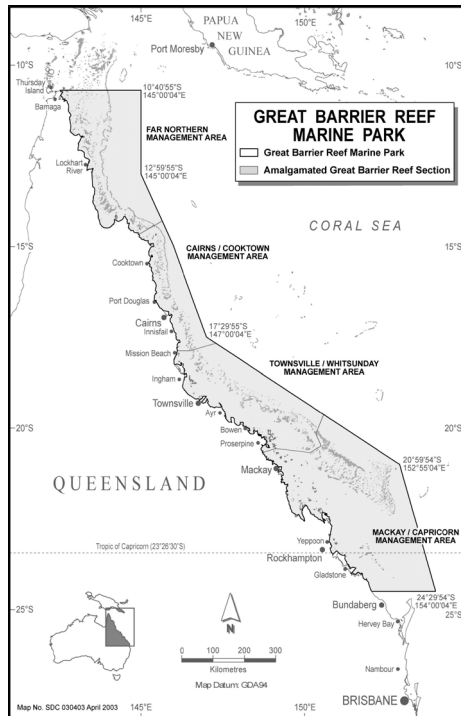 145°E
150°E
PAPUA
NEW
GUINEA
Port Moresby
10°S
10°S
Thursday
Island
Bamaga
10°40'55"S
145°00'04"E
GREAT BARRIER REEF
MARINE PARK
Great Barrier Reef Marine Park
Amalgamated Great Barrier Reef Section
FAR NORTHERN
MANAGEMENT AREA
Lockhart
River
12°59'55"S
145°00'04"E
CORAL SEA
15°S
15°S
CAIRNS / COOKTOWN
MANAGEMENT AREA
Cooktown
Port Douglas
Cairns
Innisfail
17°29'55"S
147°00'04"E
Mission Beach
TOWNSVILLE / WHITSUNDAY
MANAGEMENT AREA
Ingham
Townsville
Ayr
20°S
Bowen
20°S
Proserpine
20°59'54"S
152°55'04"E
Mackay
QUEENSLAND
MACKAY / CAPRICORN
MANAGEMENT AREA
Yeppoon
Tropic of Capricorn (23°26'30"S)
Rockhampton
Gladstone
24°29'54"S
154°00'04"E
Bundaberg
25°S
25°S
Hervey Bay
N
200 100 0 100 200 300
Kilometres
Nambour
Map Datum: GDA94
BRISBANE
Map No. SDC 030403 April 2003
145°E
150°E